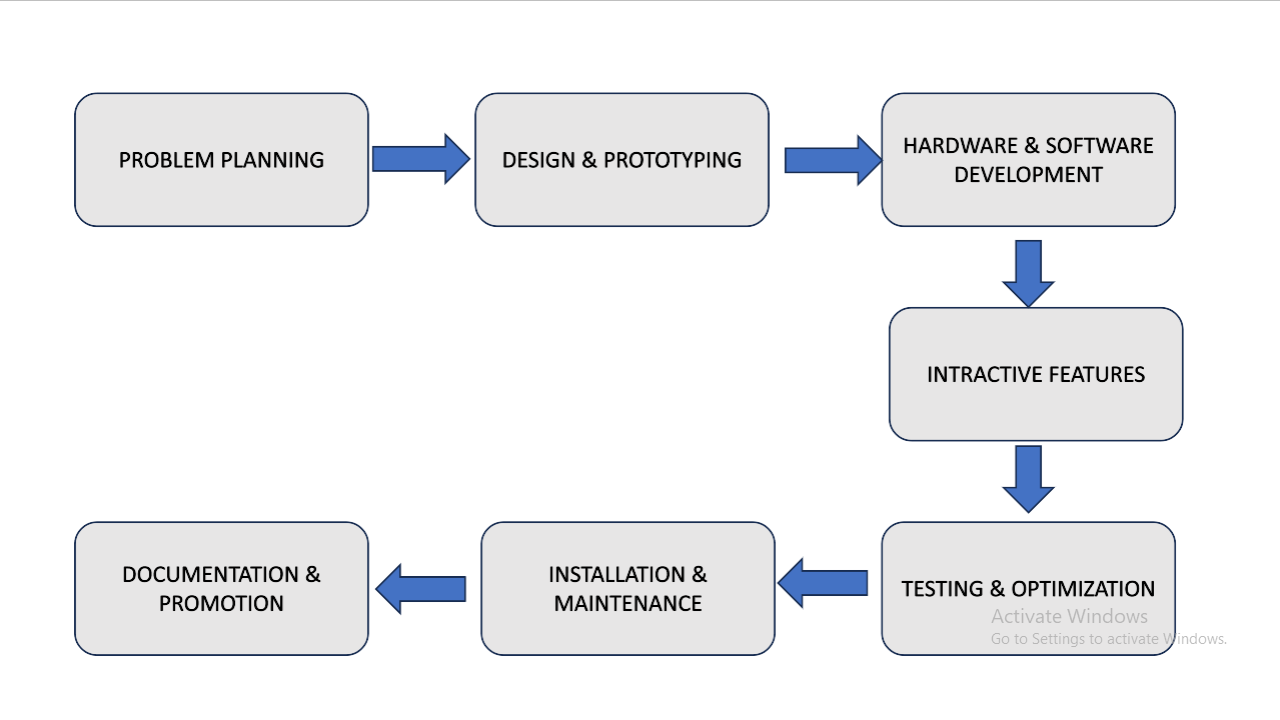 PROBLEM PLANNING
DESIGN & PROTOTYPING
HARDWARE & SOFTWARE
DEVELOPMENT
INTRACTIVE FEATURES
TESTING & OPTIMIZATION
INSTALLATION &
MAINTENANCE
DOCUMENTATION &
PROMOTION
Activate Windows
Go to Settings to activate Windows.